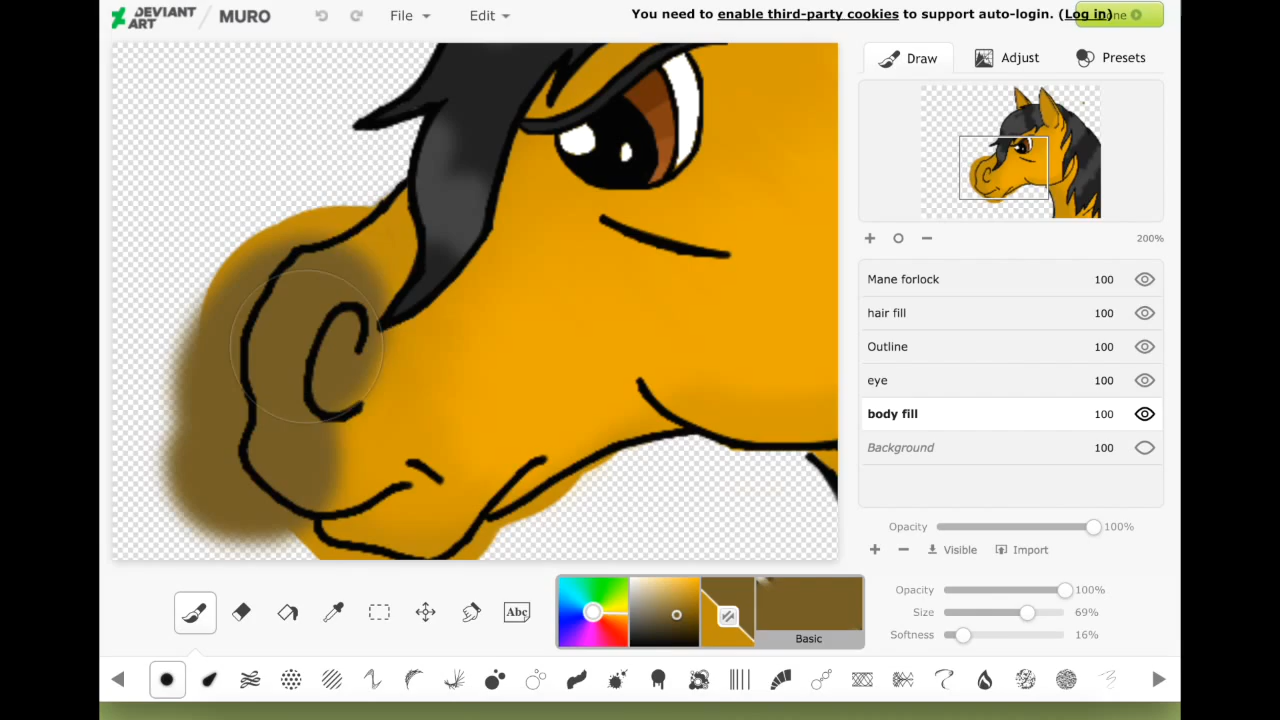 DEVIANT
ART
MURO
File
Edit
You need to enable third-party cookies to support auto-login. (Log in)
Draw
Adjust
Presets
200%
Mane forlock 100
hair fill 100
Outline 100
eye 100
body fill 100
Background 100
Opacity 100%
Visible
Import
Abc
Basic
Opacity 100%
Size 69%
Softness 16%